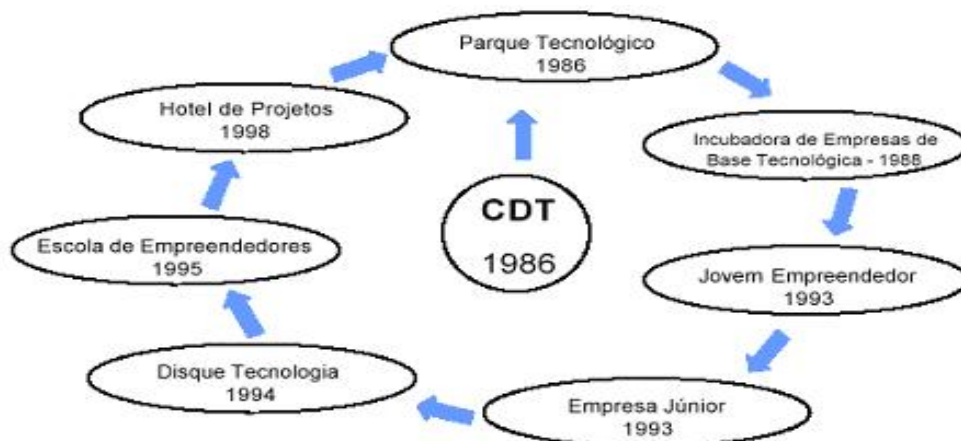 Parque Tecnológico
1986
Incubadora de Empresas de
Base Tecnológica - 1988
Jovem Empreendedor
1993
Empresa Júnior
1993
Disque Tecnologia
1994
Escola de Empreendedores
1995
Hotel de Projetos
1998
CDT
1986